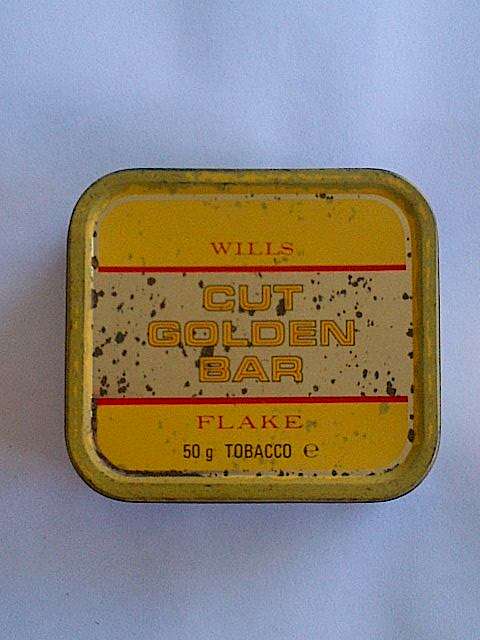 WILLS
CUT
GOLDEN
BAR
FLAKE
50 g TOBACCO ℮